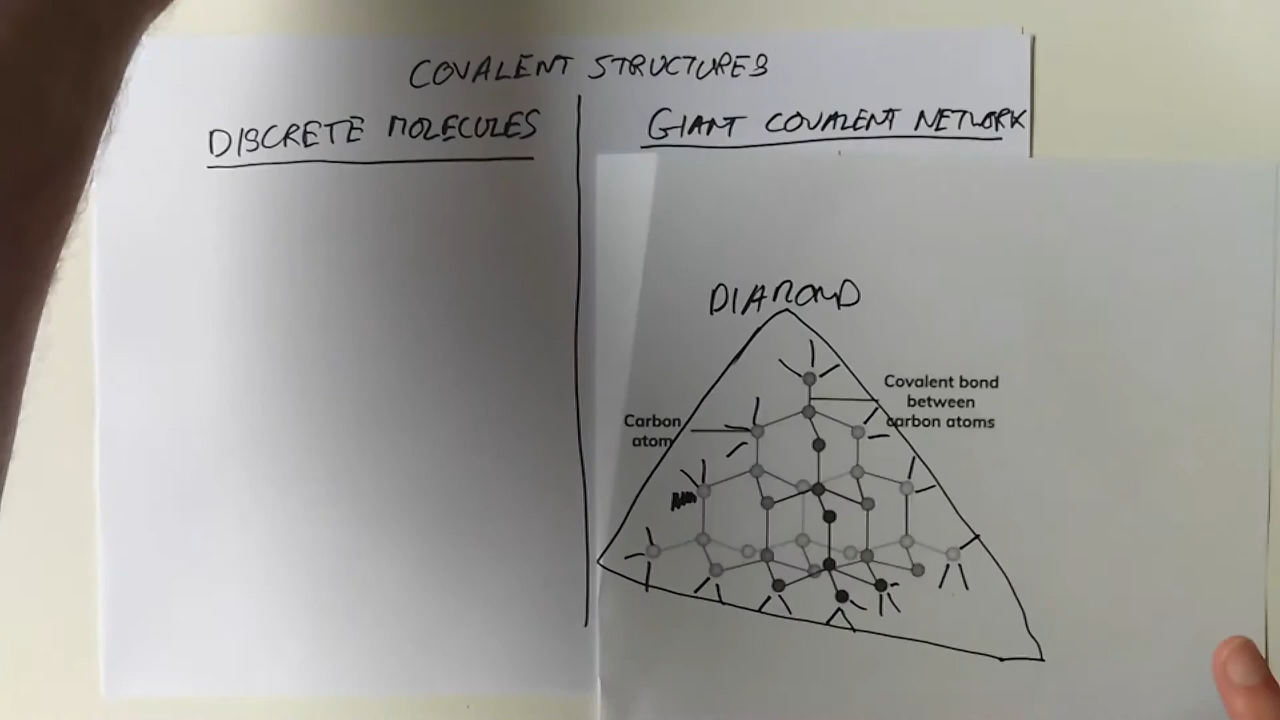 COVALENT STRUCTURES
DISCRETE MOLECULES
GIANT COVALENT NETWORK
DIAMOND
Covalent bond
between
carbon atoms
Carbon
atom